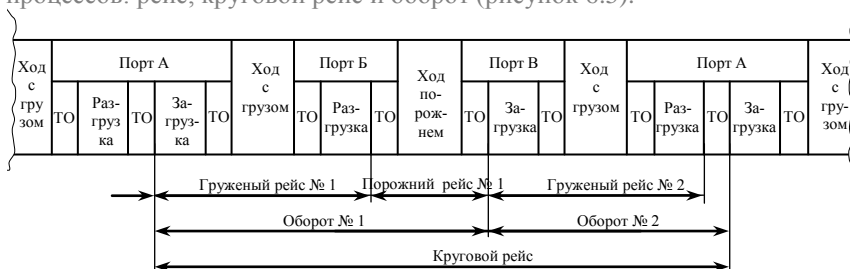 процессов: рейс, круговой рейс и оборот (рисунок 8.3).
Ход
с
гру
зом
Порт А
ТО
Раз-
груз
ка
ТО
За-
груз-
ка
ТО
Ход
с
грузом
Порт Б
ТО
Раз-
грузка
ТО
Ход
по-
рож-
нем
Порт В
ТО
За-
грузка
ТО
Ход
с
грузом
Порт А
ТО
Раз-
грузка
ТО
За-
грузка
ТО
Ход
с
гру-
зом
Груженый рейс № 1
Порожний рейс № 1
Груженый рейс № 2
Оборот № 1
Оборот № 2
Круговой рейс